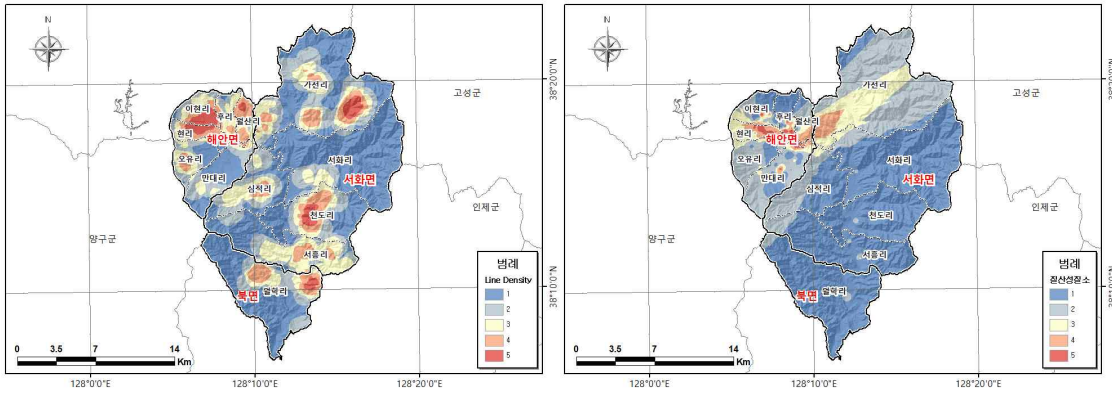 N
가전리
고성군
이현리
후리
월산리
현리
해안면
오유리
서화리
만대리
심적리
서화면
천도리
인제군
양구군
서흥리
북면
월학리
범례
Line Density
1
2
3
4
5
0 3.5 7 14
Km
128°0'0"E 128°10'0"E 128°20'0"E
38°20'0"N
38°10'0"N
N
가전리
고성군
이현리
후리
월산리
현리
해안면
오유리
서화리
만대리
심적리
서화면
천도리
인제군
양구군
서흥리
북면
월학리
범례
질산성질소
1
2
3
4
5
0 3.5 7 14
Km
128°0'0"E 128°10'0"E 128°20'0"E